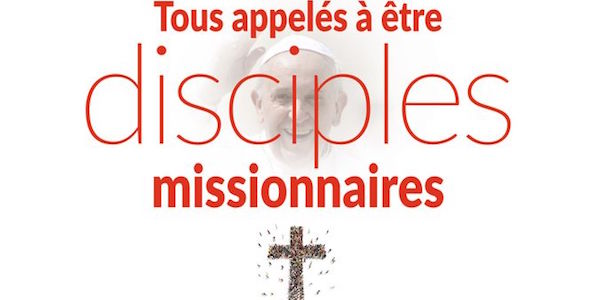 Tous appelés à être
disciples
missionnaires